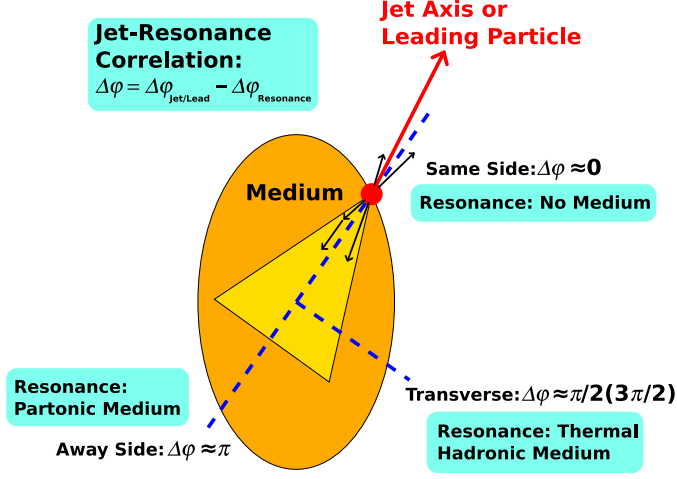 Jet Axis or
Leading Particle
Jet-Resonance
Correlation:
Δφ = Δφ_Jet/Lead − Δφ_Resonance
Medium
Same Side: Δφ ≈ 0
Resonance: No Medium
Resonance:
Partonic Medium
Transverse: Δφ ≈ π/2(3π/2)
Away Side: Δφ ≈ π
Resonance: Thermal
Hadronic Medium